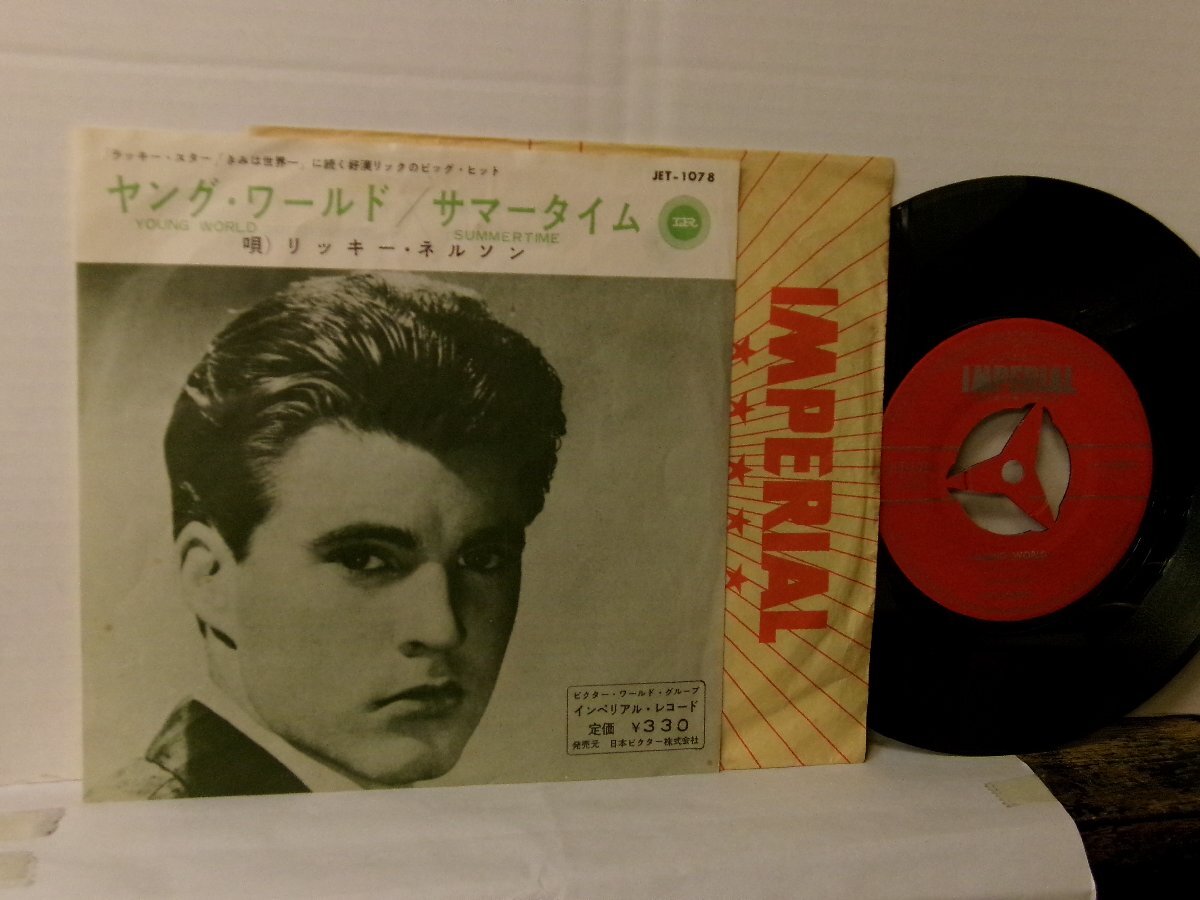 「ラッキー・スター」「きみは世界一」に続く好漢リックのビッグ・ヒット
JET-1078
ヤング・ワールド／サマータイム
YOUNG WORLD
SUMMERTIME
唄) リッキー・ネルソン
ビクター・ワールド・グループ
インペリアル・レコード
定価 ¥330
発売元 日本ビクター株式会社
IMPERIAL
IMPERIAL
YOUNG WORLD